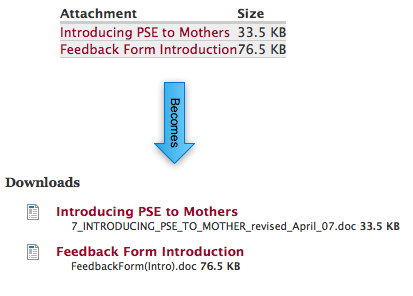 Attachment Size
Introducing PSE to Mothers 33.5 KB
Feedback Form Introduction 76.5 KB
Becomes
Downloads
Introducing PSE to Mothers
7_INTRODUCING_PSE_TO_MOTHER_revised_April_07.doc 33.5 KB
Feedback Form Introduction
FeedbackForm(Intro).doc 76.5 KB